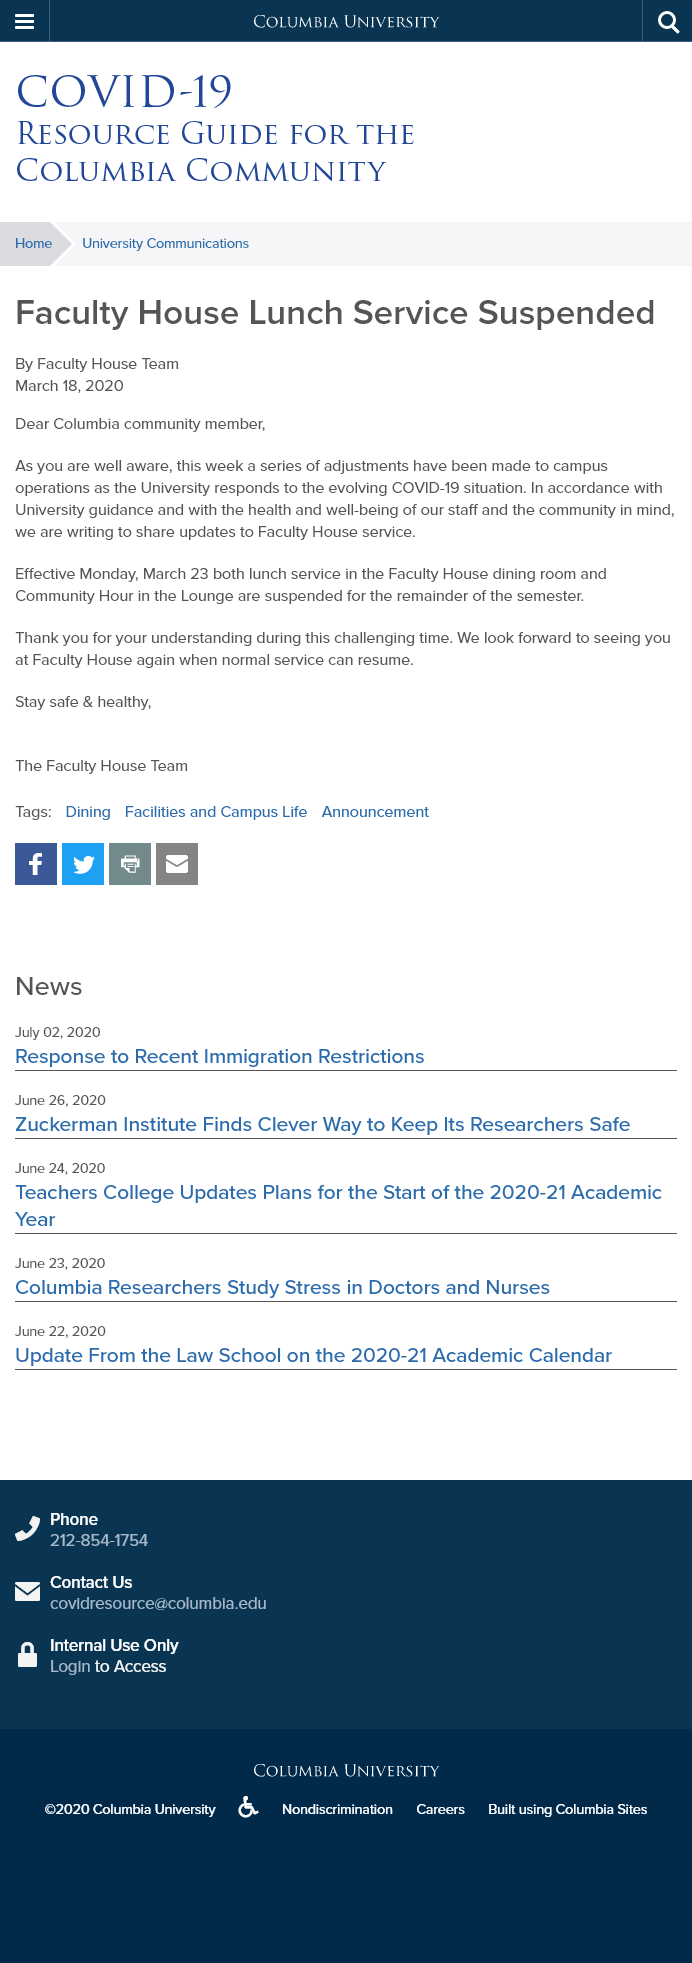 Columbia University
COVID-19
Resource Guide for the
Columbia Community
Home University Communications
Faculty House Lunch Service Suspended
By Faculty House Team
March 18, 2020
Dear Columbia community member,
As you are well aware, this week a series of adjustments have been made to campus
operations as the University responds to the evolving COVID-19 situation. In accordance with
University guidance and with the health and well-being of our staff and the community in mind,
we are writing to share updates to Faculty House service.
Effective Monday, March 23 both lunch service in the Faculty House dining room and
Community Hour in the Lounge are suspended for the remainder of the semester.
Thank you for your understanding during this challenging time. We look forward to seeing you
at Faculty House again when normal service can resume.
Stay safe & healthy,
The Faculty House Team
Tags: Dining Facilities and Campus Life Announcement
News
July 02, 2020
Response to Recent Immigration Restrictions
June 26, 2020
Zuckerman Institute Finds Clever Way to Keep Its Researchers Safe
June 24, 2020
Teachers College Updates Plans for the Start of the 2020-21 Academic
Year
June 23, 2020
Columbia Researchers Study Stress in Doctors and Nurses
June 22, 2020
Update From the Law School on the 2020-21 Academic Calendar
Phone
212-854-1754
Contact Us
covidresource@columbia.edu
Internal Use Only
Login to Access
Columbia University
©2020 Columbia University Nondiscrimination Careers Built using Columbia Sites